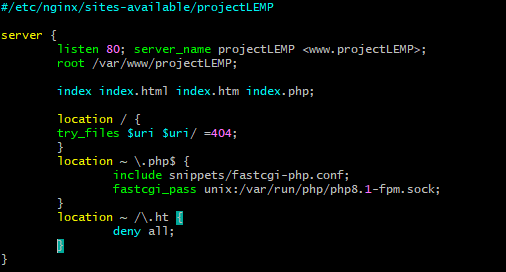 #/etc/nginx/sites-available/projectLEMP
server {
listen 80; server_name projectLEMP <www.projectLEMP>;
root /var/www/projectLEMP;
index index.html index.htm index.php;
location / {
try_files $uri $uri/ =404;
}
location ~ \.php$ {
include snippets/fastcgi-php.conf;
fastcgi_pass unix:/var/run/php/php8.1-fpm.sock;
}
location ~ /\.ht {
deny all;
}
}